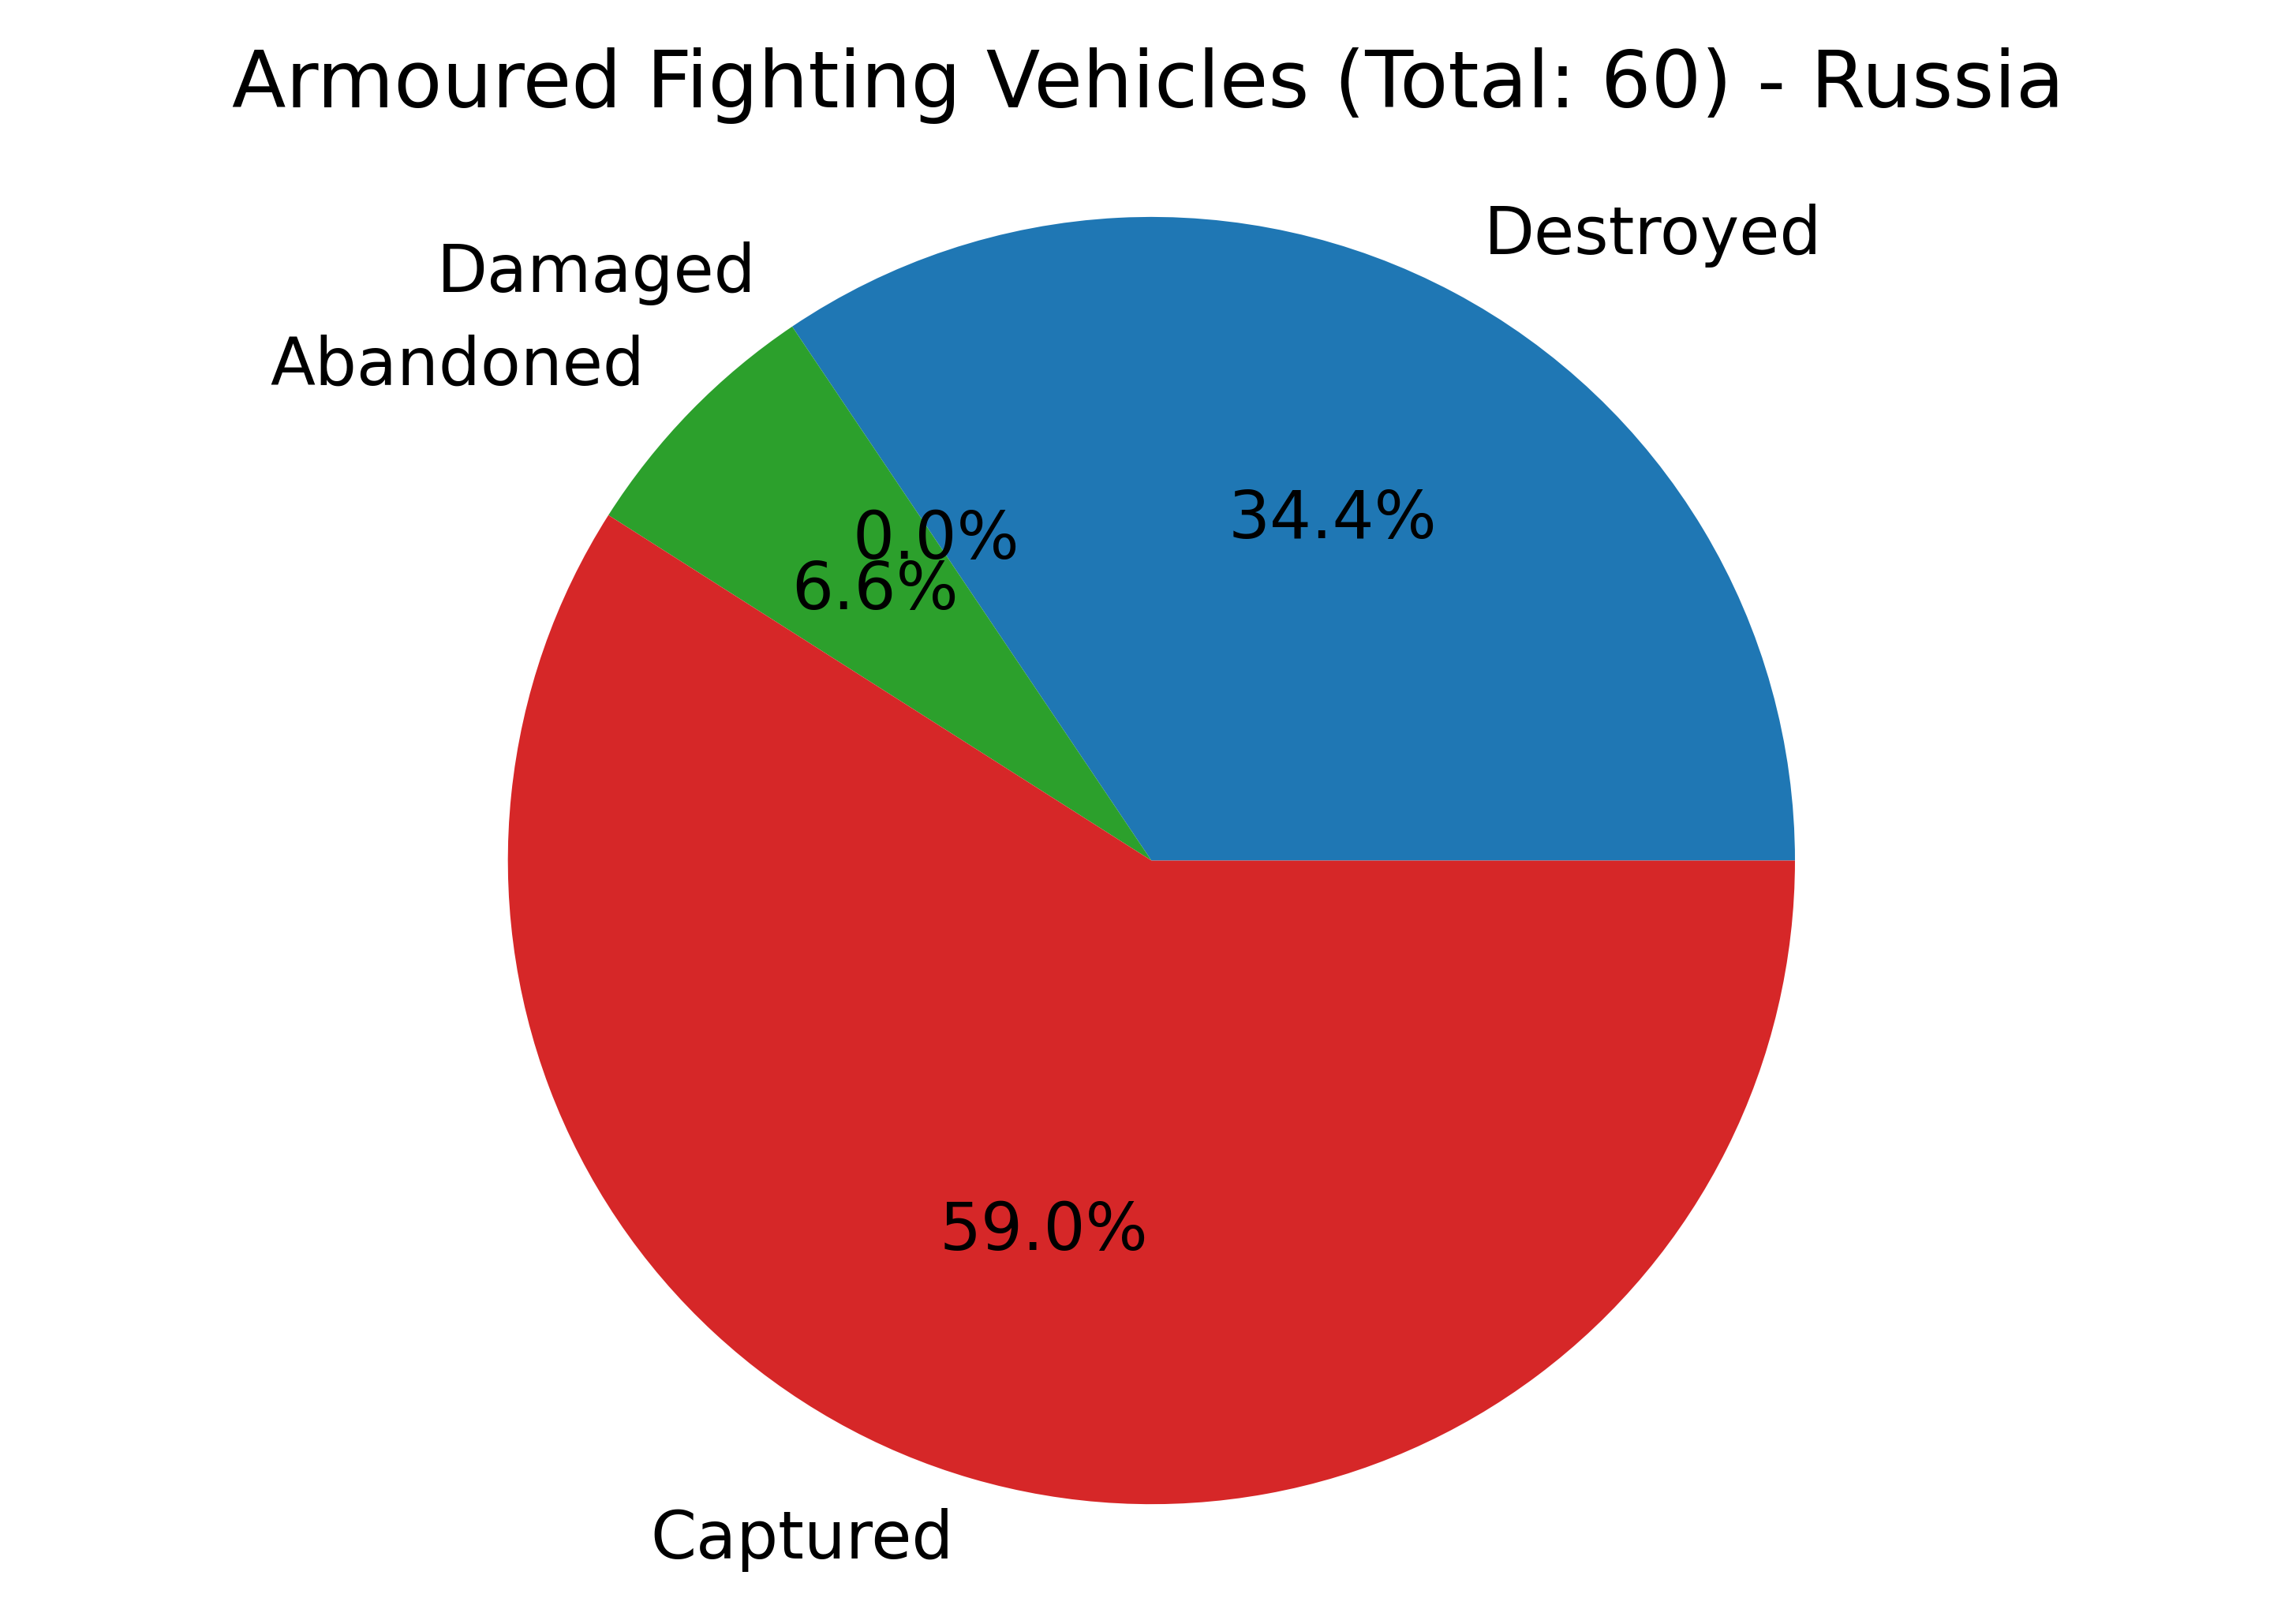 Armoured Fighting Vehicles (Total: 60) - Russia
Destroyed
Damaged
Abandoned
34.4%
0.0%
6.6%
59.0%
Captured